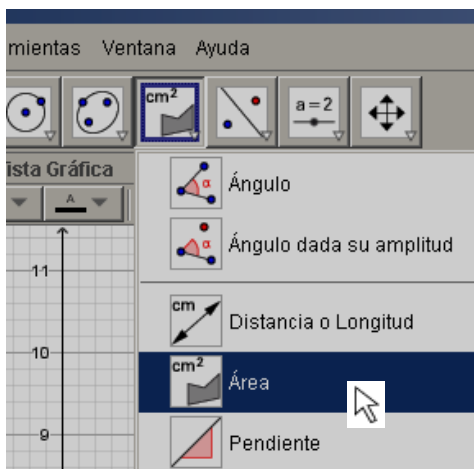 mientas Ventana Ayuda
cm²
a = 2
ista Gráfica
A
α Ángulo
α Ángulo dada su amplitud
11
cm Distancia o Longitud
10
cm² Área
9
Pendiente